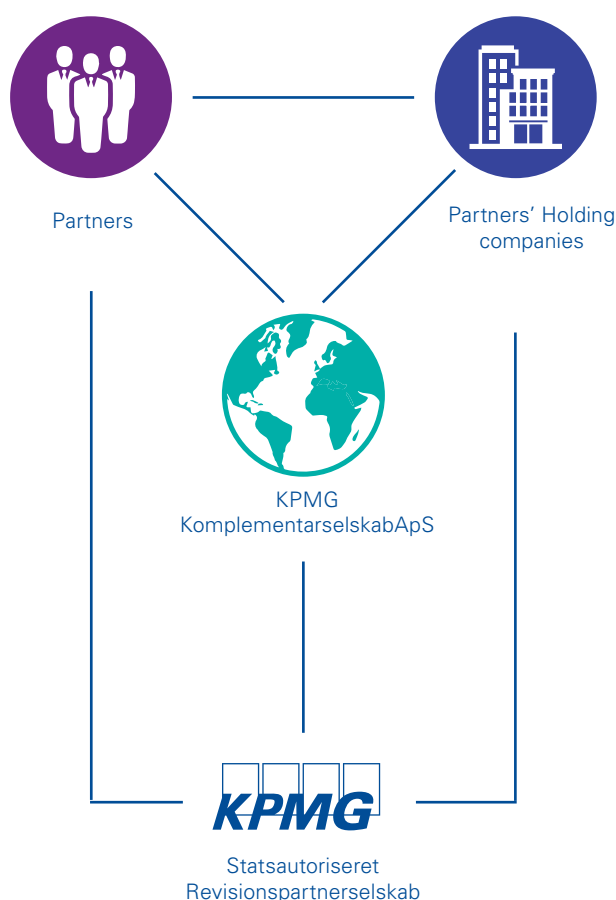 Partners
Partners’ Holding
companies
KPMG
KomplementarselskabApS
KPMG
Statsautoriseret
Revisionspartnerselskab